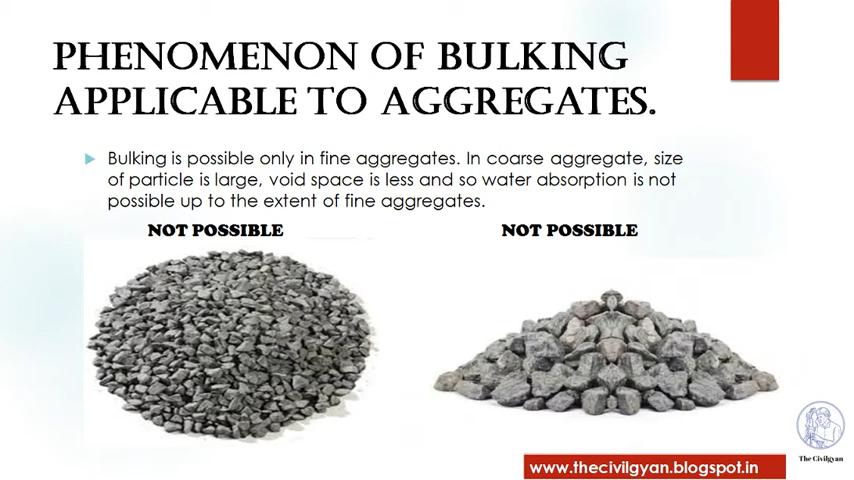 PHENOMENON OF BULKING
APPLICABLE TO AGGREGATES.
Bulking is possible only in fine aggregates. In coarse aggregate, size
of particle is large, void space is less and so water absorption is not
possible up to the extent of fine aggregates.
NOT POSSIBLE
NOT POSSIBLE
The Civilgyan
www.thecivilgyan.blogspot.in